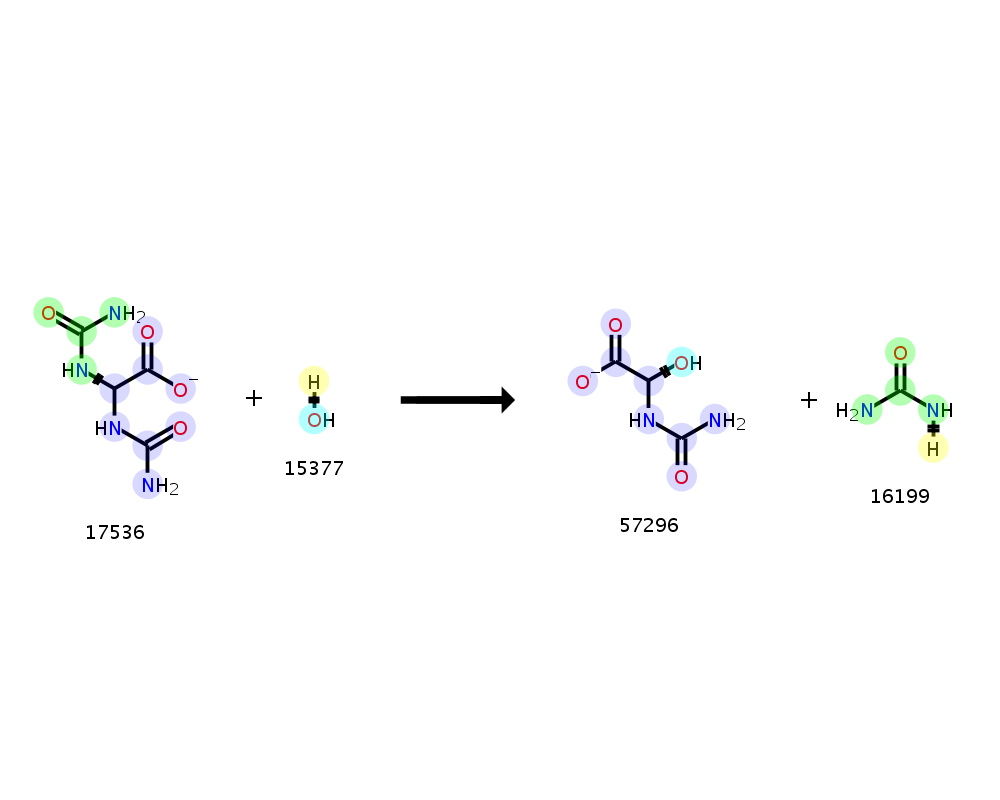 O NH2
O
HN
O−
HN O
NH2
17536
+
H
OH
15377
O
OH
O−
HN NH2
O
57296
+
O
H2N NH
H
16199